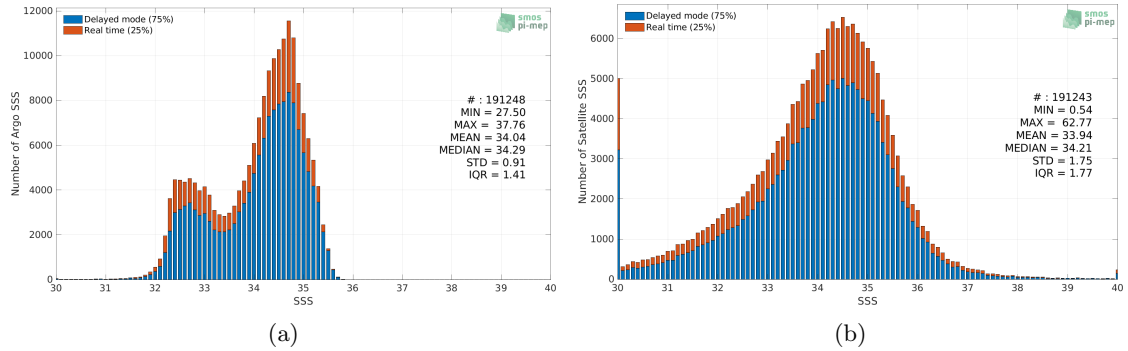 Delayed mode (75%)
Real time (25%)
smos
pi-mep
# : 191248
MIN = 27.50
MAX = 37.76
MEAN = 34.04
MEDIAN = 34.29
STD = 0.91
IQR = 1.41
Number of Argo SSS
12000
10000
8000
6000
4000
2000
0
30 31 32 33 34 35 36 37 38 39 40
SSS
(a)
Delayed mode (75%)
Real time (25%)
smos
pi-mep
# : 191243
MIN = 0.54
MAX = 62.77
MEAN = 33.94
MEDIAN = 34.21
STD = 1.75
IQR = 1.77
Number of Satellite SSS
6000
5000
4000
3000
2000
1000
0
30 31 32 33 34 35 36 37 38 39 40
SSS
(b)